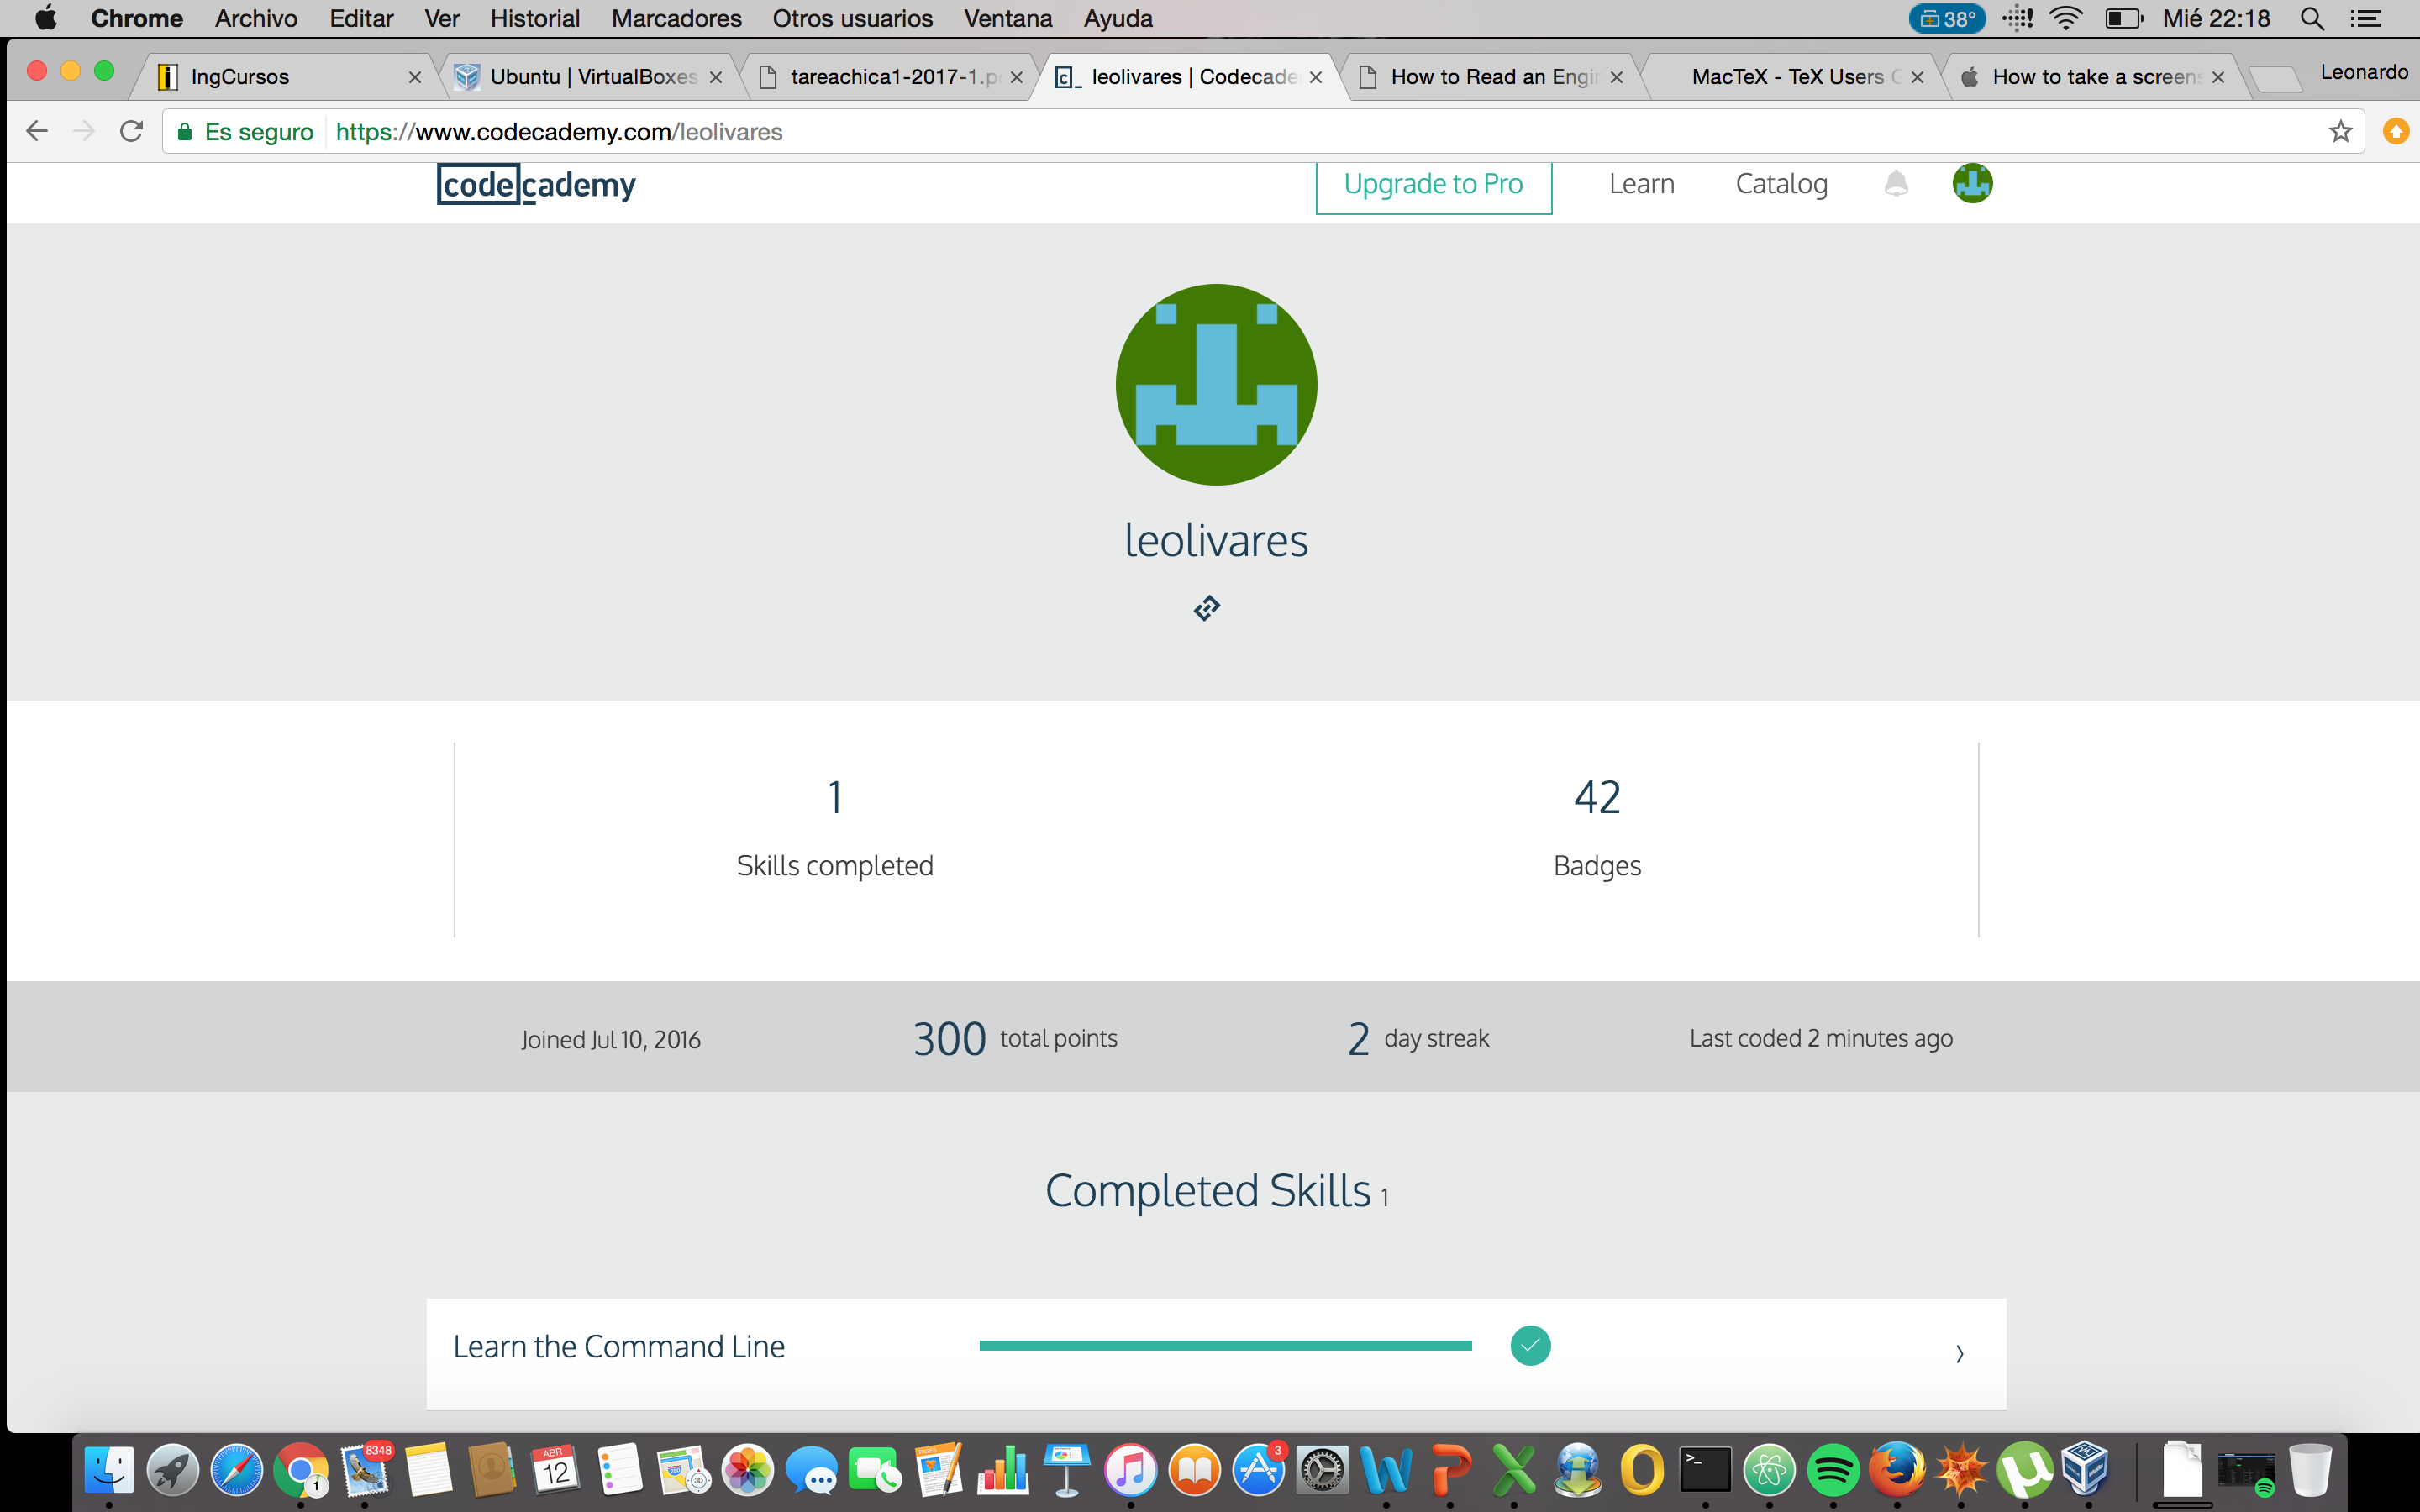 Chrome Archivo Editar Ver Historial Marcadores Otros usuarios Ventana Ayuda 38° Mié 22:18
IngCursos Ubuntu | VirtualBoxes tareachica1-2017-1.p leolivares | Codecade How to Read an Engi MacTeX - TeX Users How to take a screens Leonardo
Es seguro https://www.codecademy.com/leolivares
codecademy Upgrade to Pro Learn Catalog
leolivares
1 42
Skills completed Badges
Joined Jul 10, 2016 300 total points 2 day streak Last coded 2 minutes ago
Completed Skills 1
Learn the Command Line
8348 ABR 3
1 12 3D PAGES